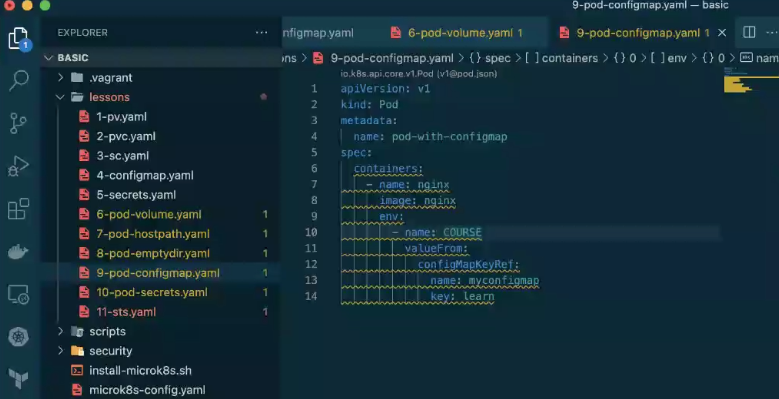 9-pod-configmap.yaml — basic
EXPLORER
nfigmap.yaml
6-pod-volume.yaml 1
9-pod-configmap.yaml 1
BASIC
ons > 9-pod-configmap.yaml > {} spec > [ ] containers > {} 0 > [ ] env > {} 0 > nam
.vagrant
lessons
1-pv.yaml
2-pvc.yaml
3-sc.yaml
4-configmap.yaml
5-secrets.yaml
6-pod-volume.yaml 1
7-pod-hostpath.yaml 1
8-pod-emptydir.yaml 1
9-pod-configmap.yaml 1
10-pod-secrets.yaml 1
11-sts.yaml 1
scripts
security
install-microk8s.sh
microk8s-config.yaml
1
io.k8s.api.core.v1.Pod (v1@pod.json)
1 apiVersion: v1
2 kind: Pod
3 metadata:
4 name: pod-with-configmap
5 spec:
6 containers:
7 - name: nginx
8 image: nginx
9 env:
10 - name: COURSE
11 valueFrom:
12 configMapKeyRef:
13 name: myconfigmap
14 key: learn